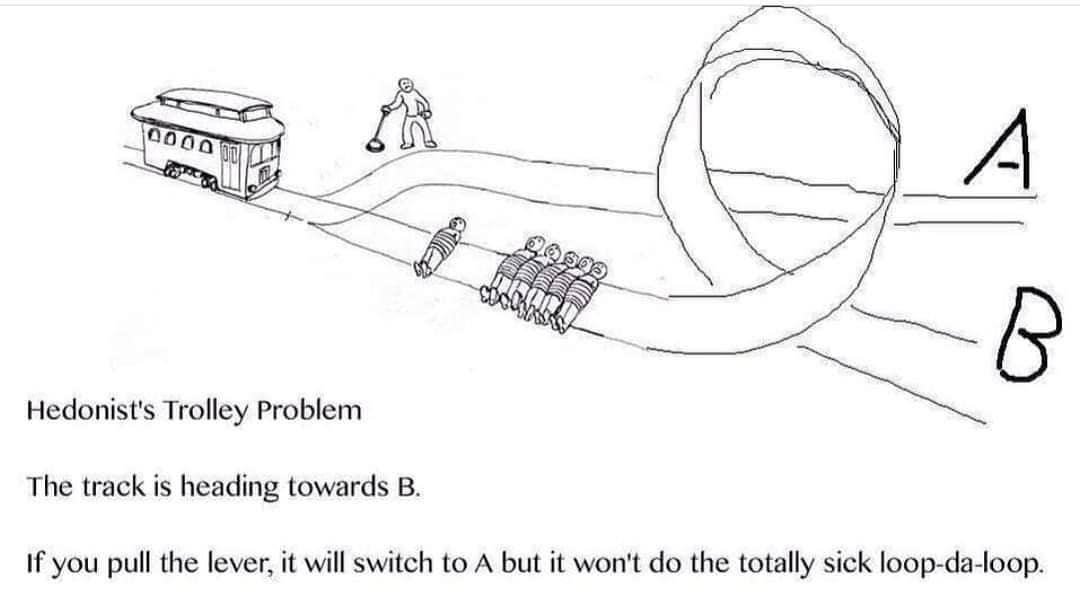 A
B
Hedonist's Trolley Problem
The track is heading towards B.
If you pull the lever, it will switch to A but it won't do the totally sick loop-da-loop.